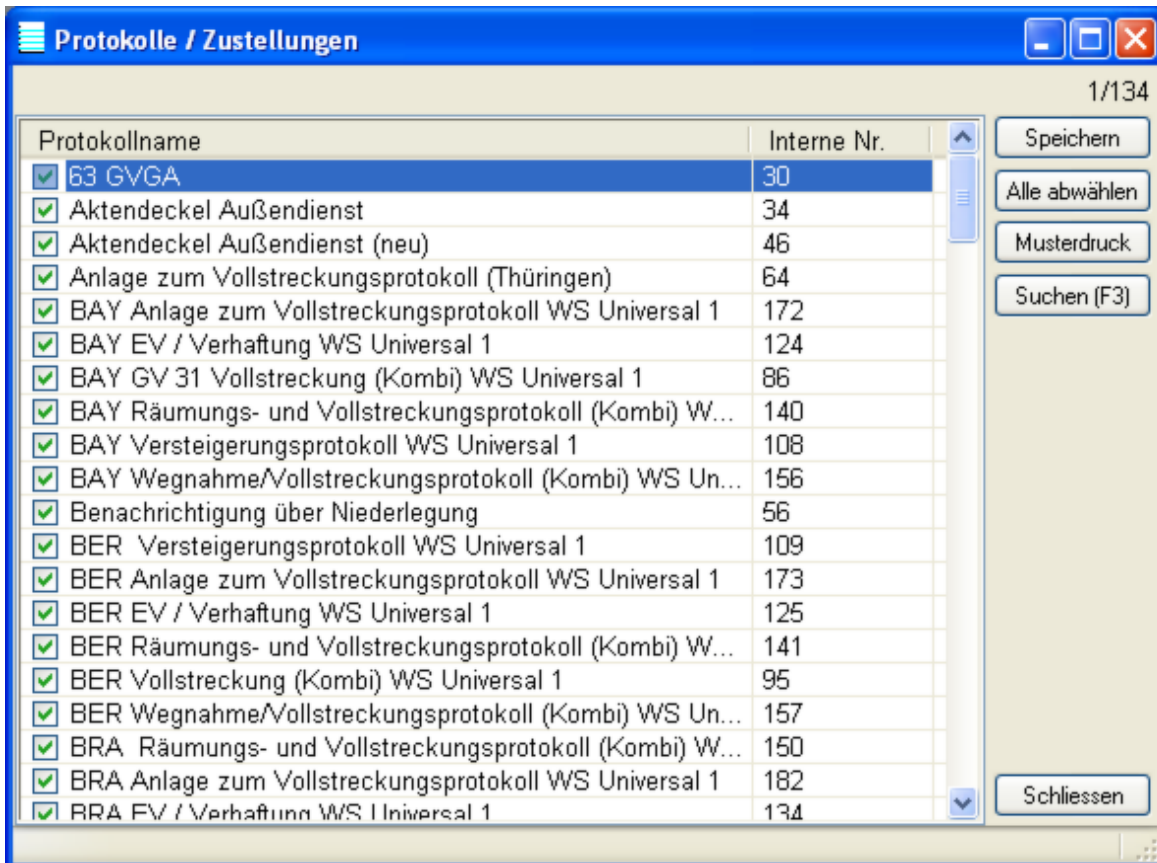 Protokolle / Zustellungen
1/134
Protokollname Interne Nr.
63 GVGA 30
Aktendeckel Außendienst 34
Aktendeckel Außendienst (neu) 46
Anlage zum Vollstreckungsprotokoll (Thüringen) 64
BAY Anlage zum Vollstreckungsprotokoll WS Universal 1 172
BAY EV / Verhaftung WS Universal 1 124
BAY GV 31 Vollstreckung (Kombi) WS Universal 1 86
BAY Räumungs- und Vollstreckungsprotokoll (Kombi) W... 140
BAY Versteigerungsprotokoll WS Universal 1 108
BAY Wegnahme/Vollstreckungsprotokoll (Kombi) WS Un... 156
Benachrichtigung über Niederlegung 56
BER  Versteigerungsprotokoll WS Universal 1 109
BER Anlage zum Vollstreckungsprotokoll WS Universal 1 173
BER EV / Verhaftung WS Universal 1 125
BER Räumungs- und Vollstreckungsprotokoll (Kombi) W... 141
BER Vollstreckung (Kombi) WS Universal 1 95
BER Wegnahme/Vollstreckungsprotokoll (Kombi) WS Un... 157
BRA  Räumungs- und Vollstreckungsprotokoll (Kombi) W... 150
BRA Anlage zum Vollstreckungsprotokoll WS Universal 1 182
BRA EV / Verhaftung WS Universal 1 134
Speichern
Alle abwählen
Musterdruck
Suchen (F3)
Schliessen